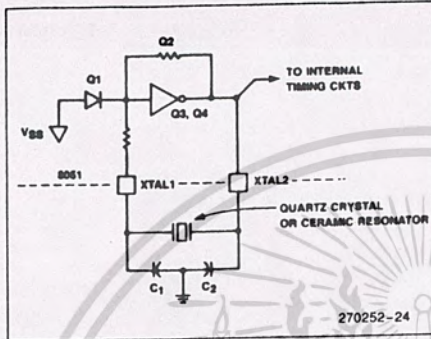 Q2
Q1
TO INTERNAL
TIMING CKTS
Q3, Q4
VSS
8051
XTAL1
XTAL2
QUARTZ CRYSTAL
OR CERAMIC RESONATOR
C1
C2
270252-24